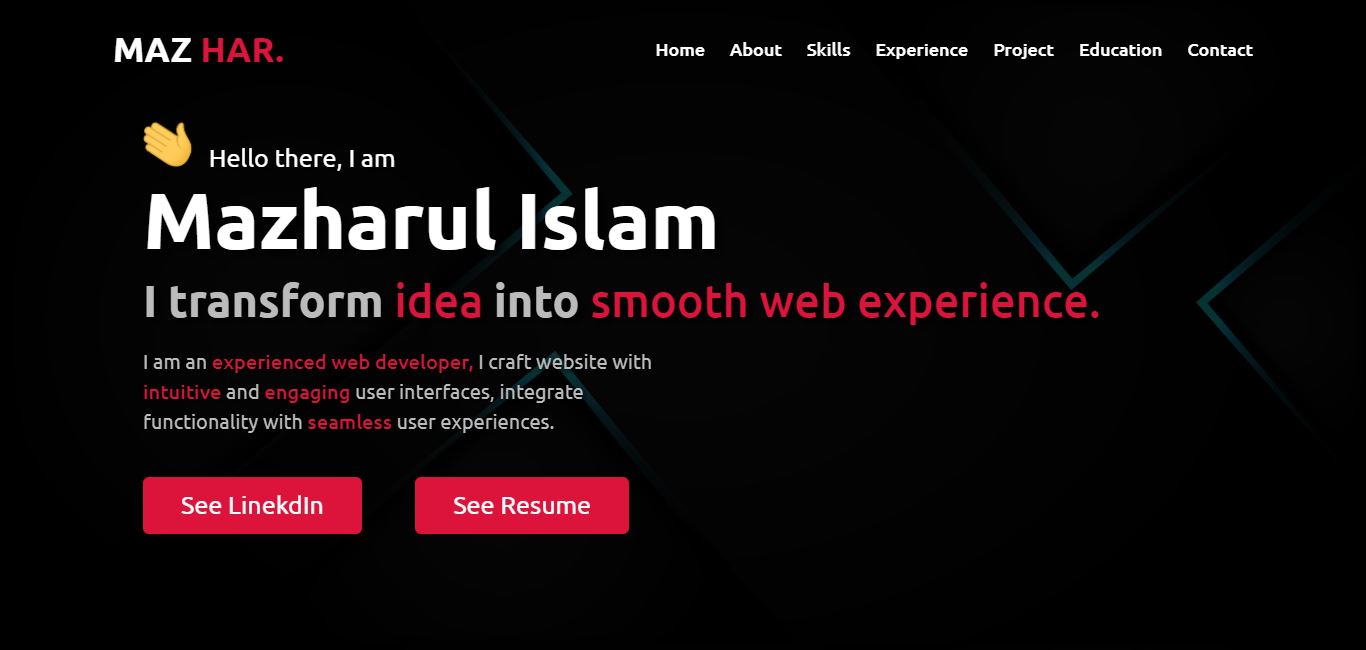 MAZ HAR.
Home About Skills Experience Project Education Contact
Hello there, I am
Mazharul Islam
I transform idea into smooth web experience.
I am an experienced web developer, I craft website with
intuitive and engaging user interfaces, integrate
functionality with seamless user experiences.
See LinekdIn
See Resume